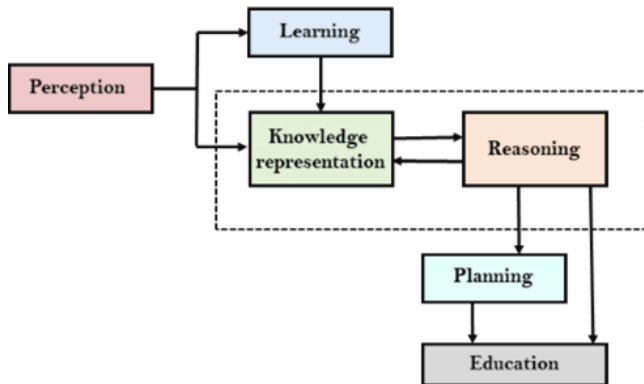 Learning
Perception
Knowledge
representation
Reasoning
Planning
Education